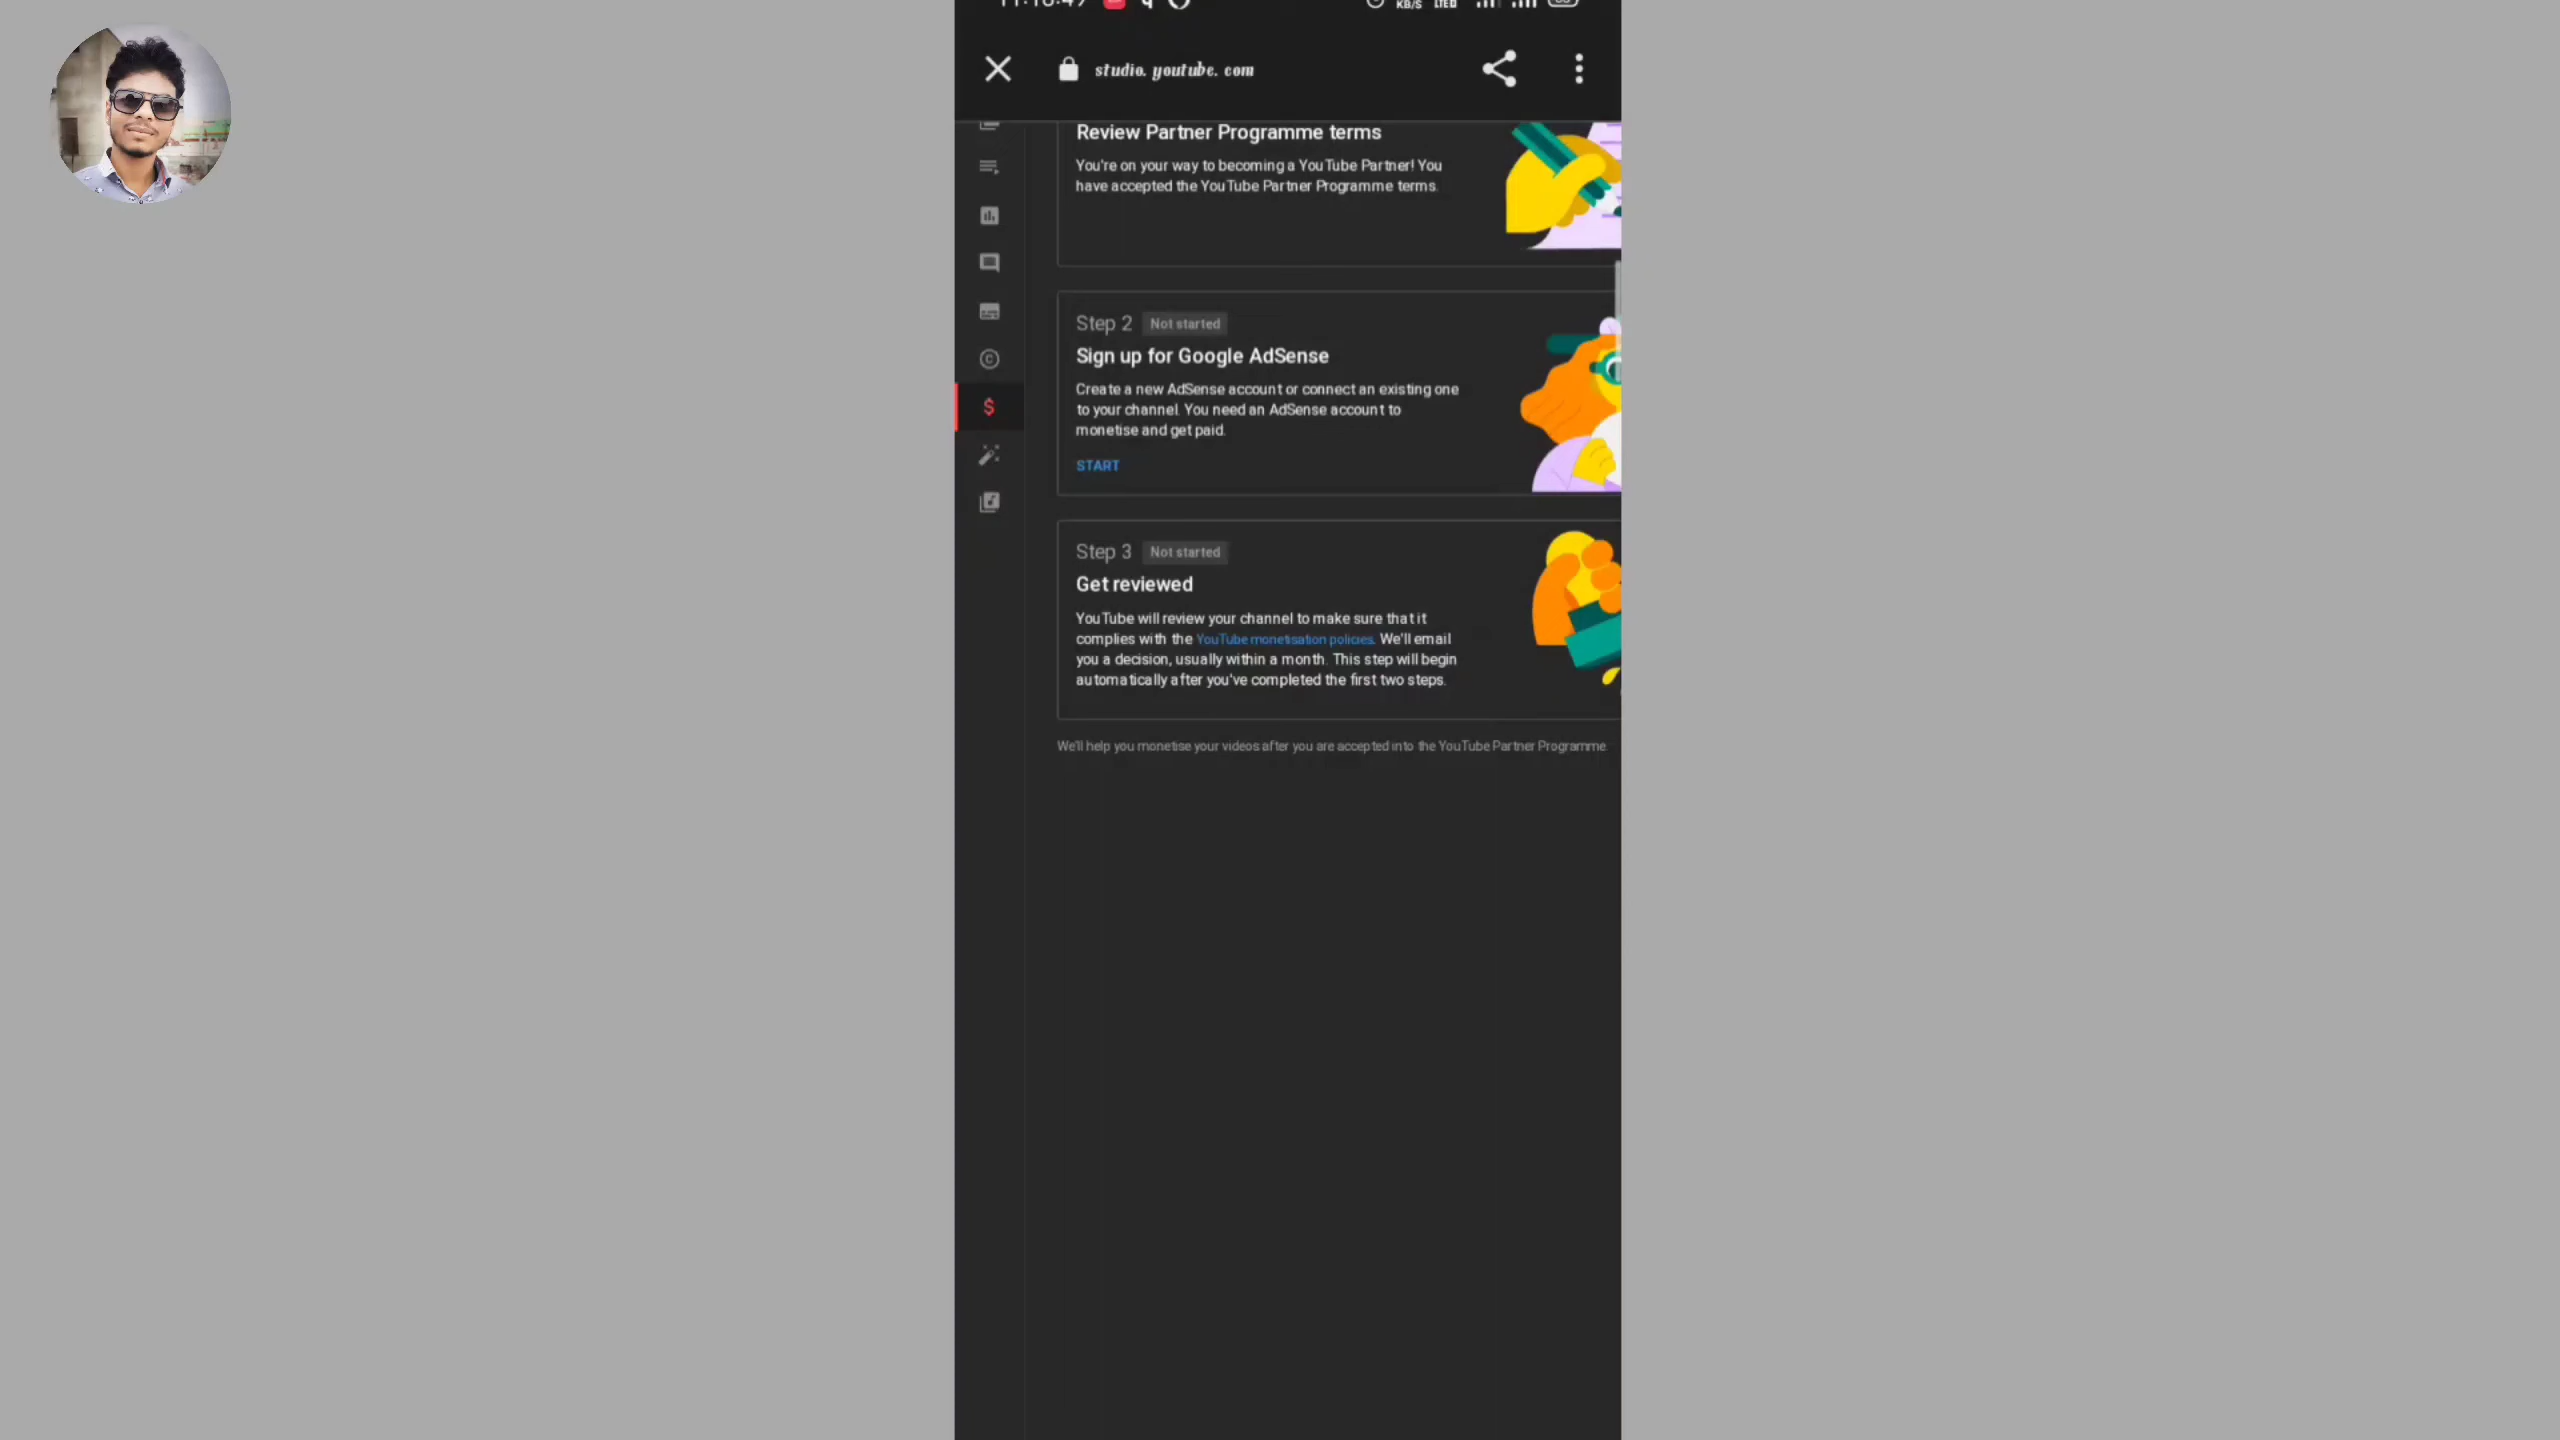 KB/S
studio. youtube. com
Review Partner Programme terms
You're on your way to becoming a YouTube Partner! You
have accepted the YouTube Partner Programme terms.
Step 2 Not started
Sign up for Google AdSense
Create a new AdSense account or connect an existing one
to your channel. You need an AdSense account to
monetise and get paid.
START
Step 3 Not started
Get reviewed
YouTube will review your channel to make sure that it
complies with the YouTube monetisation policies. We'll email
you a decision, usually within a month. This step will begin
automatically after you've completed the first two steps.
We'll help you monetise your videos after you are accepted into the YouTube Partner Programme.